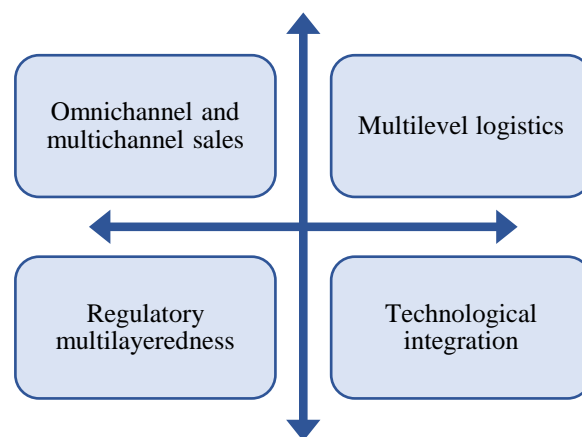 Omnichannel and
multichannel sales
Multilevel logistics
Regulatory
multilayeredness
Technological
integration